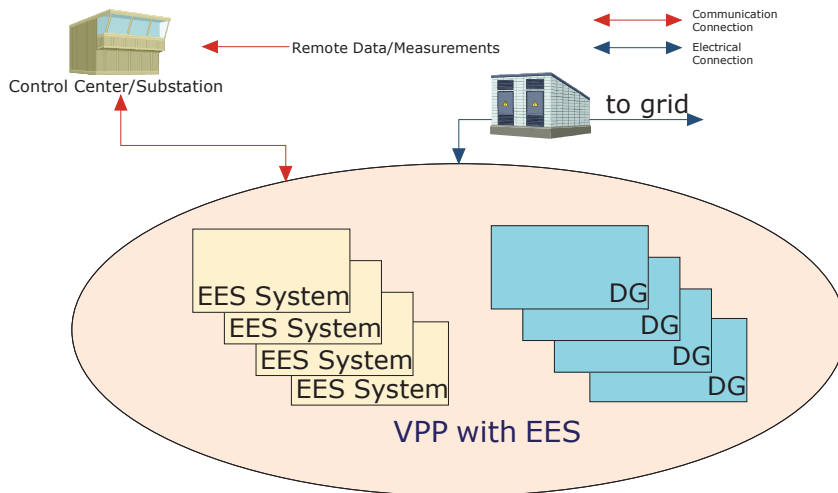 Communication
Connection
Remote Data/Measurements
Electrical
Connection
Control Center/Substation
to grid
EES System
EES System
EES System
EES System
DG
DG
DG
DG
VPP with EES